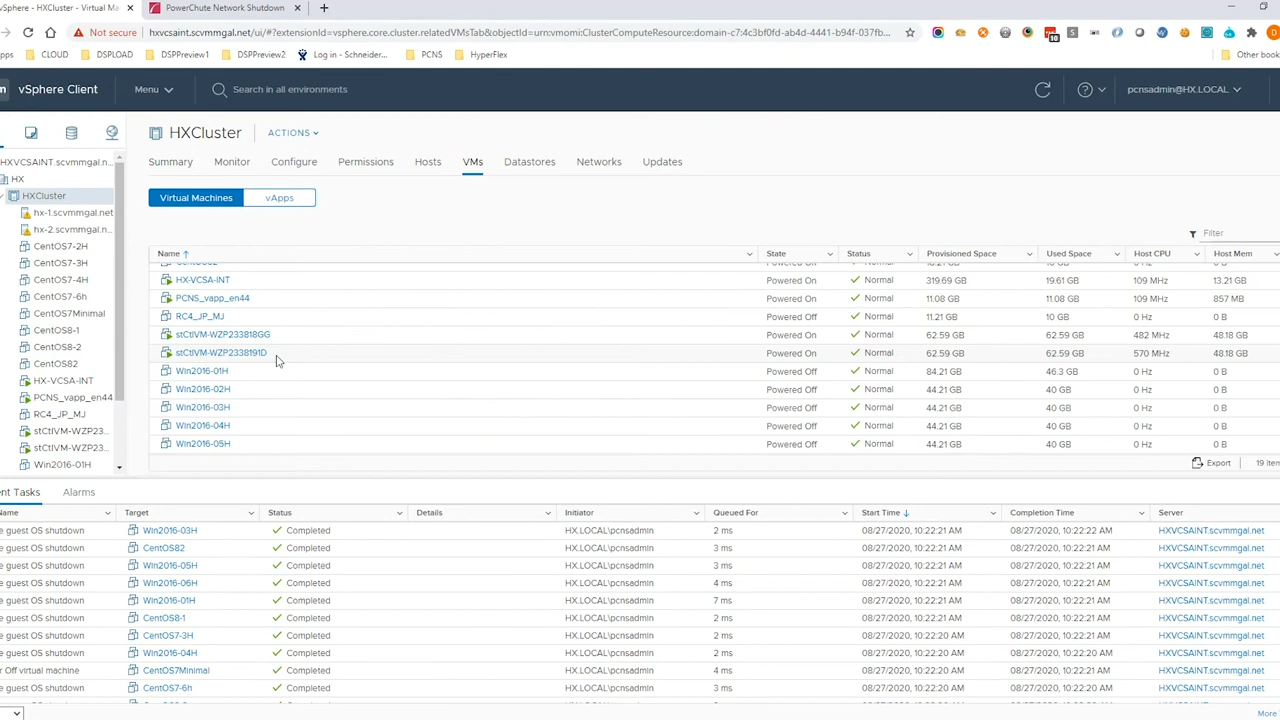 vSphere - HXCluster - Virtual Ma
PowerChute Network Shutdown
Not secure
hxvcsaint.scvmmgal.net/ui/#?extensionId=vsphere.core.cluster.relatedVMsTab&objectId=urn:vmomi:ClusterComputeResource:domain-c7:4c3bf0fd-ab4d-4441-b94f-037fb...
pps
CLOUD
DSPLOAD
DSPPreview2
DSPPreview2
Log in - Schneider...
PCNS
HyperFlex
Other book
m
vSphere Client
Menu
Search in all environments
pcnsadmin@HX.LOCAL
HXCluster
ACTIONS
HXVCSAINT.scvmmgal.ne
Summary
Monitor
Configure
Permissions
Hosts
VMs
Datastores
Networks
Updates
HX
HXCluster
Virtual Machines
vApps
hx-1.scvmmgal.net
hx-2.scvmmgal.n...
Filter
CentOS7-2H
CentOS7-3H
CentOS7-4H
CentOS7-6h
CentOS7Minimal
CentOS8-1
CentOS8-2
CentOS82
HX-VCSA-INT
PCNS_vapp_en44
RC4_JP_MJ
stCtlVM-WZP23...
stCtlVM-WZP23...
Win2016-01H
Name State Status Provisioned Space Used Space Host CPU Host Mem
HX-VCSA-INT Powered On Normal 319.69 GB 19.61 GB 109 MHz 13.21 GB
PCNS_vapp_en44 Powered On Normal 11.08 GB 11.08 GB 109 MHz 857 MB
RC4_JP_MJ Powered Off Normal 11.21 GB 10 GB 0 Hz 0 B
stCtlVM-WZP233818GG Powered On Normal 62.59 GB 62.59 GB 482 MHz 48.18 GB
stCtlVM-WZP2338191D Powered On Normal 62.59 GB 62.59 GB 570 MHz 48.18 GB
Win2016-01H Powered Off Normal 84.21 GB 46.3 GB 0 Hz 0 B
Win2016-02H Powered Off Normal 44.21 GB 40 GB 0 Hz 0 B
Win2016-03H Powered Off Normal 44.21 GB 40 GB 0 Hz 0 B
Win2016-04H Powered Off Normal 44.21 GB 40 GB 0 Hz 0 B
Win2016-05H Powered Off Normal 44.21 GB 40 GB 0 Hz 0 B
Export 19 item
ent Tasks
Alarms
Name Target Status Details Initiator Queued For Start Time Completion Time Server
e guest OS shutdown Win2016-03H Completed HX.LOCAL\pcnsadmin 2 ms 08/27/2020, 10:22:21 AM 08/27/2020, 10:22:22 AM HXVCSAINT.scvmmgal.net
e guest OS shutdown CentOS82 Completed HX.LOCAL\pcnsadmin 3 ms 08/27/2020, 10:22:21 AM 08/27/2020, 10:22:21 AM HXVCSAINT.scvmmgal.net
e guest OS shutdown Win2016-05H Completed HX.LOCAL\pcnsadmin 3 ms 08/27/2020, 10:22:21 AM 08/27/2020, 10:22:21 AM HXVCSAINT.scvmmgal.net
e guest OS shutdown Win2016-06H Completed HX.LOCAL\pcnsadmin 4 ms 08/27/2020, 10:22:21 AM 08/27/2020, 10:22:21 AM HXVCSAINT.scvmmgal.net
e guest OS shutdown Win2016-01H Completed HX.LOCAL\pcnsadmin 7 ms 08/27/2020, 10:22:21 AM 08/27/2020, 10:22:21 AM HXVCSAINT.scvmmgal.net
e guest OS shutdown CentOS8-1 Completed HX.LOCAL\pcnsadmin 2 ms 08/27/2020, 10:22:21 AM 08/27/2020, 10:22:21 AM HXVCSAINT.scvmmgal.net
e guest OS shutdown CentOS7-3H Completed HX.LOCAL\pcnsadmin 2 ms 08/27/2020, 10:22:20 AM 08/27/2020, 10:22:21 AM HXVCSAINT.scvmmgal.net
e guest OS shutdown Win2016-04H Completed HX.LOCAL\pcnsadmin 2 ms 08/27/2020, 10:22:20 AM 08/27/2020, 10:22:21 AM HXVCSAINT.scvmmgal.net
r Off virtual machine CentOS7Minimal Completed HX.LOCAL\pcnsadmin 4 ms 08/27/2020, 10:22:20 AM 08/27/2020, 10:22:21 AM HXVCSAINT.scvmmgal.net
e guest OS shutdown CentOS7-6h Completed HX.LOCAL\pcnsadmin 3 ms 08/27/2020, 10:22:20 AM 08/27/2020, 10:22:21 AM HXVCSAINT.scvmmgal.net
More